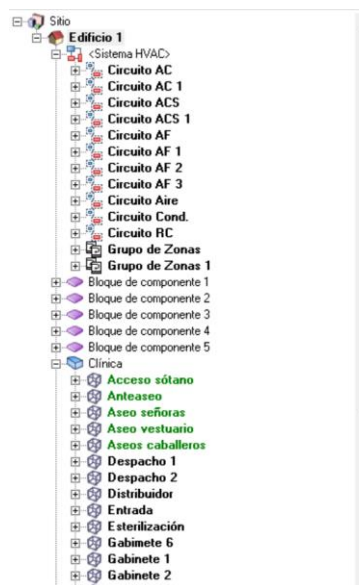 Sitio
Edificio 1
<Sistema HVAC>
Circuito AC
Circuito AC 1
Circuito ACS
Circuito ACS 1
Circuito AF
Circuito AF 1
Circuito AF 2
Circuito AF 3
Circuito Aire
Circuito Cond.
Circuito RC
Grupo de Zonas
Grupo de Zonas 1
Bloque de componente 1
Bloque de componente 2
Bloque de componente 3
Bloque de componente 4
Bloque de componente 5
Clínica
Acceso sótano
Anteaseo
Aseo señoras
Aseo vestuario
Aseos caballeros
Despacho 1
Despacho 2
Distribuidor
Entrada
Esterilización
Gabimete 6
Gabinete 1
Gabinete 2